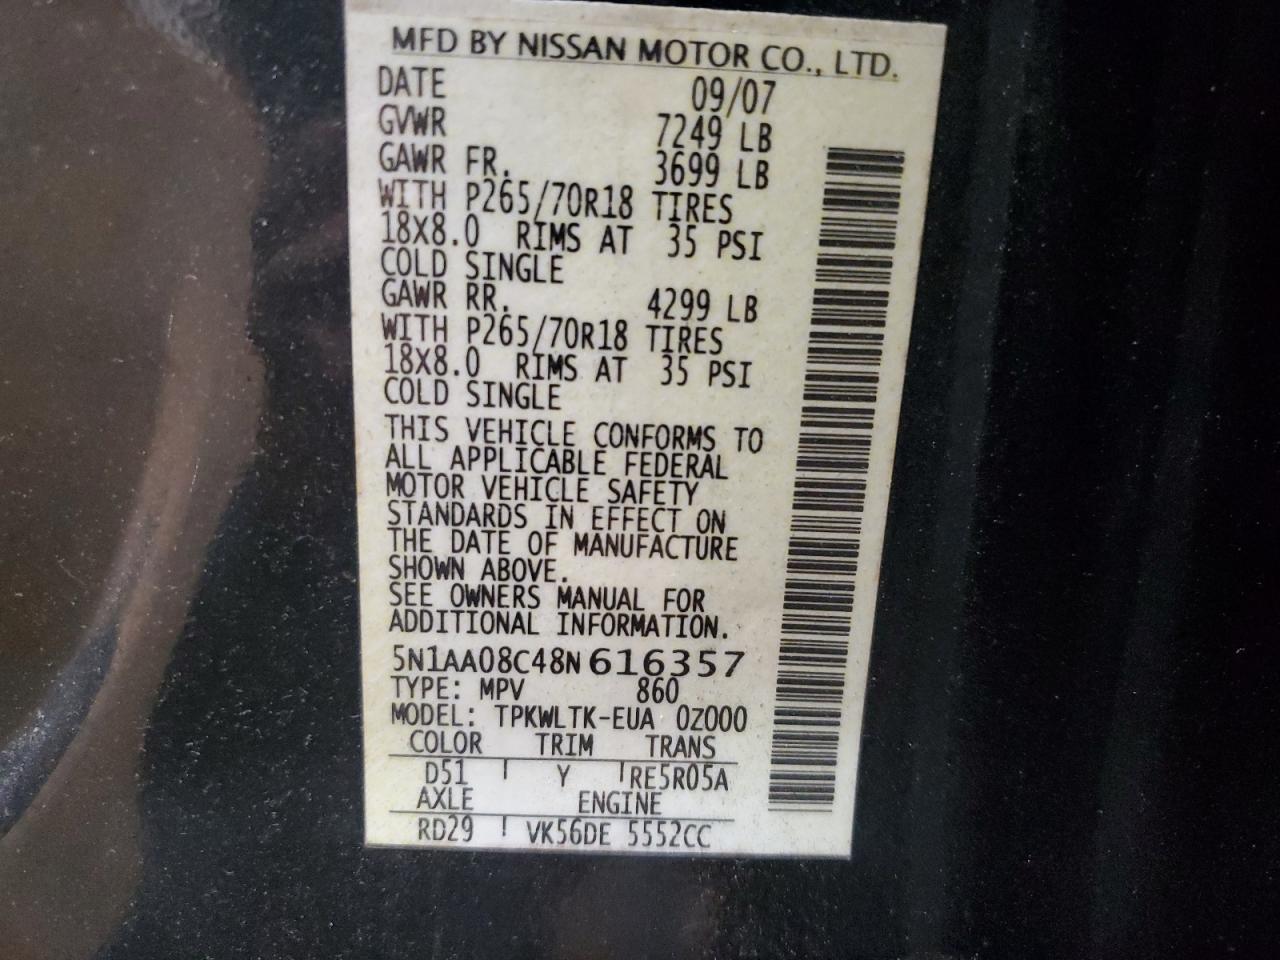 MFD BY NISSAN MOTOR CO., LTD.
DATE 09/07
GVWR 7249 LB
GAWR FR. 3699 LB
WITH P265/70R18 TIRES
18X8.0 RIMS AT 35 PSI
COLD SINGLE
GAWR RR. 4299 LB
WITH P265/70R18 TIRES
18X8.0 RIMS AT 35 PSI
COLD SINGLE
THIS VEHICLE CONFORMS TO
ALL APPLICABLE FEDERAL
MOTOR VEHICLE SAFETY
STANDARDS IN EFFECT ON
THE DATE OF MANUFACTURE
SHOWN ABOVE.
SEE OWNERS MANUAL FOR
ADDITIONAL INFORMATION.
5N1AA08C48N616357
TYPE: MPV 860
MODEL: TPKWLTK-EUA 0Z000
COLOR TRIM TRANS
D51 Y RE5R05A
AXLE ENGINE
RD29 VK56DE 5552CC